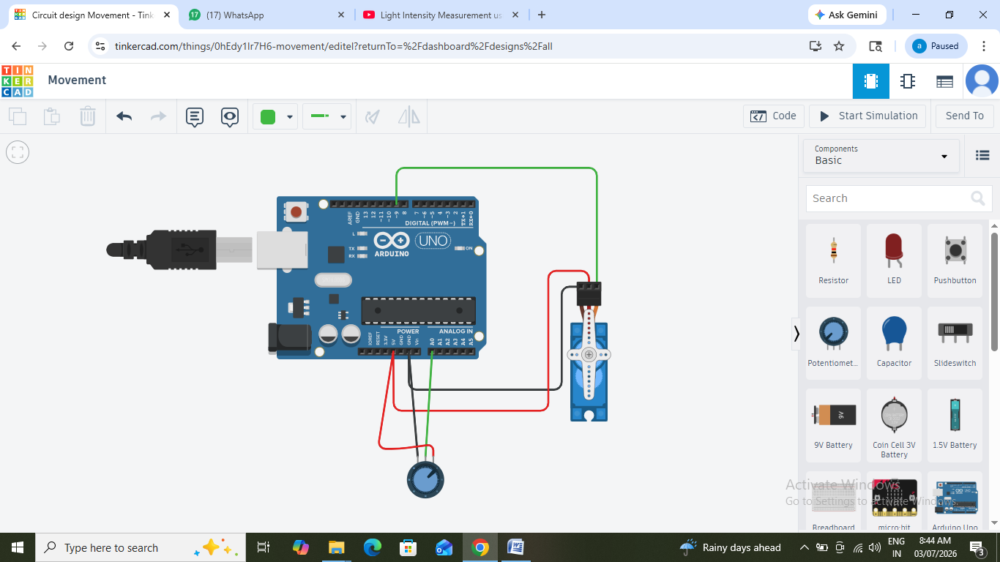 Circuit design Movement - Tink
(17) WhatsApp
Light Intensity Measurement us
Ask Gemini
tinkercad.com/things/0hEdy1Ir7H6-movement/editel?returnTo=%2Fdashboard%2Fdesigns%2Fall
a Paused
TIN
KER
CAD
Movement
Code
Start Simulation
Send To
Components
Basic
Search
Resistor
LED
Pushbutton
Potentiomet...
Capacitor
Slideswitch
9V
9V Battery
Coin Cell 3V
Battery
1.5V Battery
Breadboard
micro:bit
Arduino Uno
AREF
GND
13
12
~11
~10
~9
8
7
~6
~5
4
~3
2
TX→1
RX←0
DIGITAL (PWM~)
L
TX
RX
UNO
ARDUINO
ON
POWER
ANALOG IN
IOREF
RESET
3.3V
5V
GND
GND
Vin
A0
A1
A2
A3
A4
A5
Activate Windows
Go to Settings to activate Windows.
Type here to search
Rainy days ahead
ENG
IN
8:44 AM
03/07/2026
3